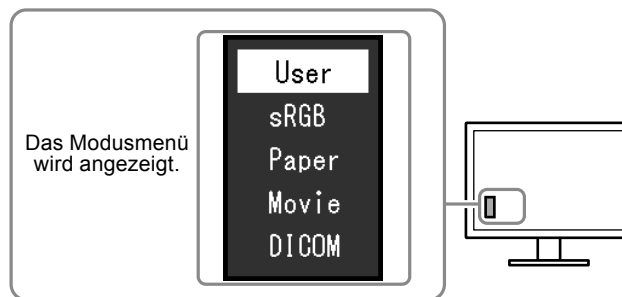 Das Modusmenü
wird angezeigt.
User
sRGB
Paper
Movie
DICOM